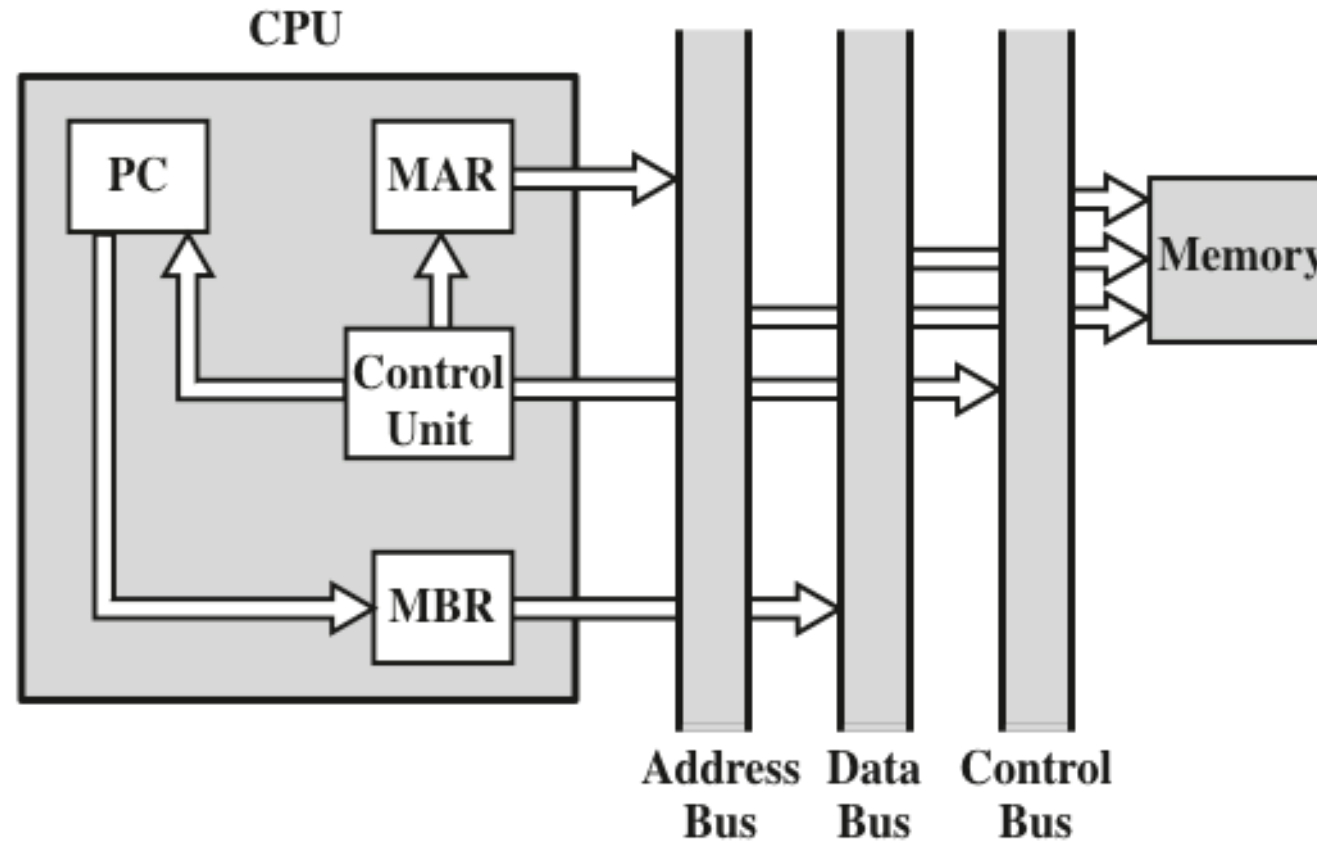 CPU
PC
MAR
Memory
Control
Unit
MBR
Address
Bus
Data
Bus
Control
Bus